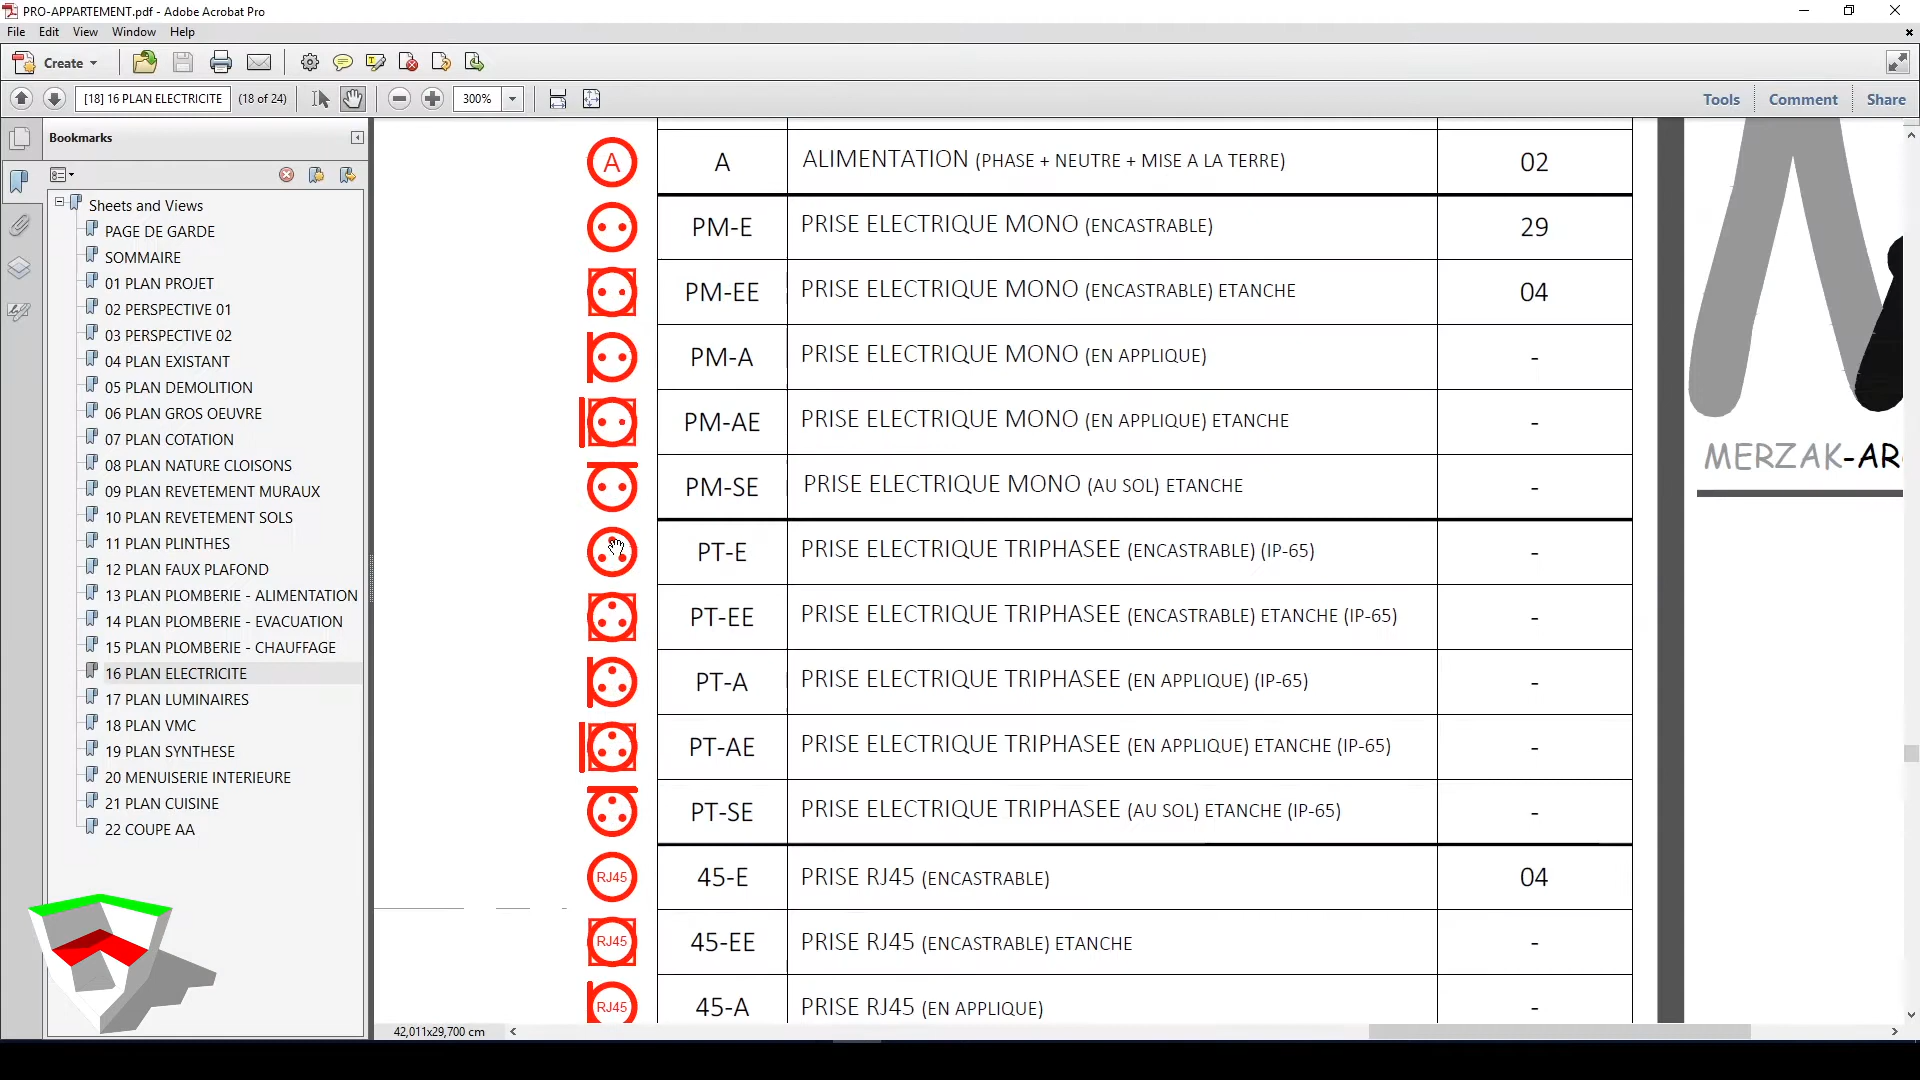 PRO-APPARTEMENT.pdf - Adobe Acrobat Pro
File Edit View Window Help
Create
[18] 16 PLAN ELECTRICITE (18 of 24) 300% Tools Comment Share
Bookmarks
Sheets and Views
PAGE DE GARDE
SOMMAIRE
01 PLAN PROJET
02 PERSPECTIVE 01
03 PERSPECTIVE 02
04 PLAN EXISTANT
05 PLAN DEMOLITION
06 PLAN GROS OEUVRE
07 PLAN COTATION
08 PLAN NATURE CLOISONS
09 PLAN REVETEMENT MURAUX
10 PLAN REVETEMENT SOLS
11 PLAN PLINTHES
12 PLAN FAUX PLAFOND
13 PLAN PLOMBERIE - ALIMENTATION
14 PLAN PLOMBERIE - EVACUATION
15 PLAN PLOMBERIE - CHAUFFAGE
16 PLAN ELECTRICITE
17 PLAN LUMINAIRES
18 PLAN VMC
19 PLAN SYNTHESE
20 MENUISERIE INTERIEURE
21 PLAN CUISINE
22 COUPE AA
A A ALIMENTATION (PHASE + NEUTRE + MISE A LA TERRE) 02
PM-E PRISE ELECTRIQUE MONO (ENCASTRABLE) 29
PM-EE PRISE ELECTRIQUE MONO (ENCASTRABLE) ETANCHE 04
PM-A PRISE ELECTRIQUE MONO (EN APPLIQUE) -
PM-AE PRISE ELECTRIQUE MONO (EN APPLIQUE) ETANCHE -
PM-SE PRISE ELECTRIQUE MONO (AU SOL) ETANCHE -
PT-E PRISE ELECTRIQUE TRIPHASEE (ENCASTRABLE) (IP-65) -
PT-EE PRISE ELECTRIQUE TRIPHASEE (ENCASTRABLE) ETANCHE (IP-65) -
PT-A PRISE ELECTRIQUE TRIPHASEE (EN APPLIQUE) (IP-65) -
PT-AE PRISE ELECTRIQUE TRIPHASEE (EN APPLIQUE) ETANCHE (IP-65) -
PT-SE PRISE ELECTRIQUE TRIPHASEE (AU SOL) ETANCHE (IP-65) -
RJ45 45-E PRISE RJ45 (ENCASTRABLE) 04
RJ45 45-EE PRISE RJ45 (ENCASTRABLE) ETANCHE -
RJ45 45-A PRISE RJ45 (EN APPLIQUE) -
MERZAK-AR
42,011x29,700 cm